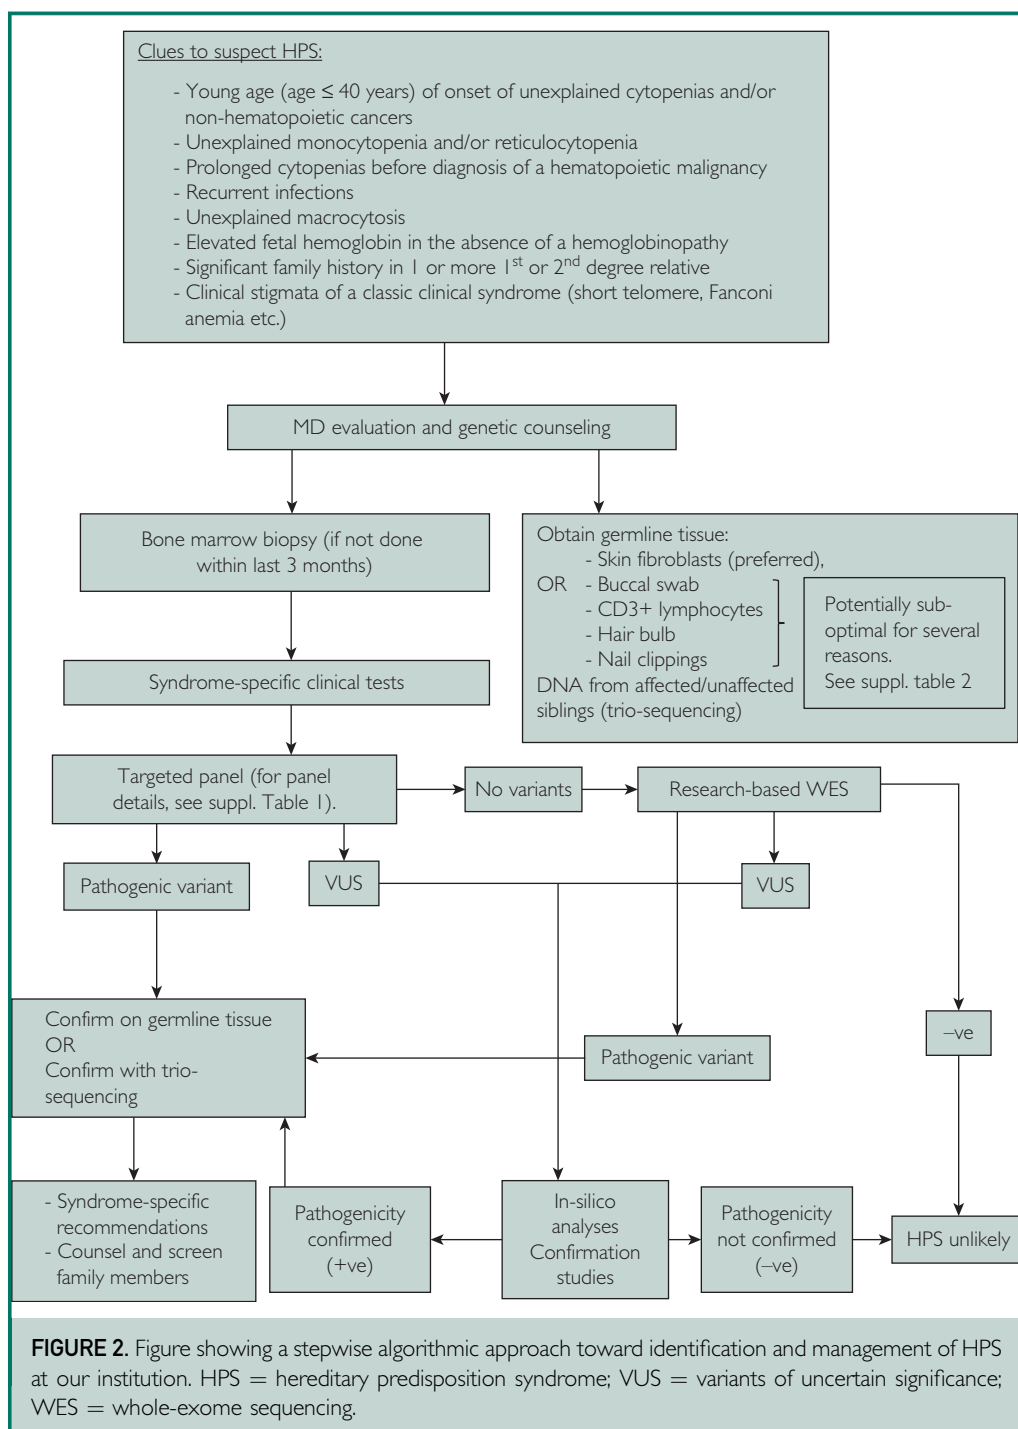 Clues to suspect HPS:
- Young age (age ≤ 40 years) of onset of unexplained cytopenias and/or
non-hematopoietic cancers
- Unexplained monocytopenia and/or reticulocytopenia
- Prolonged cytopenias before diagnosis of a hematopoietic malignancy
- Recurrent infections
- Unexplained macrocytosis
- Elevated fetal hemoglobin in the absence of a hemoglobinopathy
- Significant family history in 1 or more 1st or 2nd degree relative
- Clinical stigmata of a classic clinical syndrome (short telomere, Fanconi
anemia etc.)
MD evaluation and genetic counseling
Bone marrow biopsy (if not done
within last 3 months)
Obtain germline tissue:
- Skin fibroblasts (preferred),
OR - Buccal swab
- CD3+ lymphocytes
- Hair bulb
- Nail clippings
DNA from affected/unaffected
siblings (trio-sequencing)
Potentially sub-
optimal for several
reasons.
See suppl. table 2
Syndrome-specific clinical tests
Targeted panel (for panel
details, see suppl. Table 1).
No variants
Research-based WES
Pathogenic variant
VUS
VUS
Confirm on germline tissue
OR
Confirm with trio-
sequencing
Pathogenic variant
–ve
- Syndrome-specific
recommendations
- Counsel and screen
family members
Pathogenicity
confirmed
(+ve)
In-silico
analyses
Confirmation
studies
Pathogenicity
not confirmed
(–ve)
HPS unlikely
FIGURE 2. Figure showing a stepwise algorithmic approach toward identification and management of HPS
at our institution. HPS = hereditary predisposition syndrome; VUS = variants of uncertain significance;
WES = whole-exome sequencing.